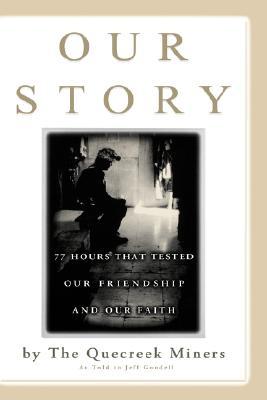 OUR
STORY
77 HOURS THAT TESTED
OUR FRIENDSHIP
AND OUR FAITH
by The Quecreek Miners
As Told to Jeff Goodell